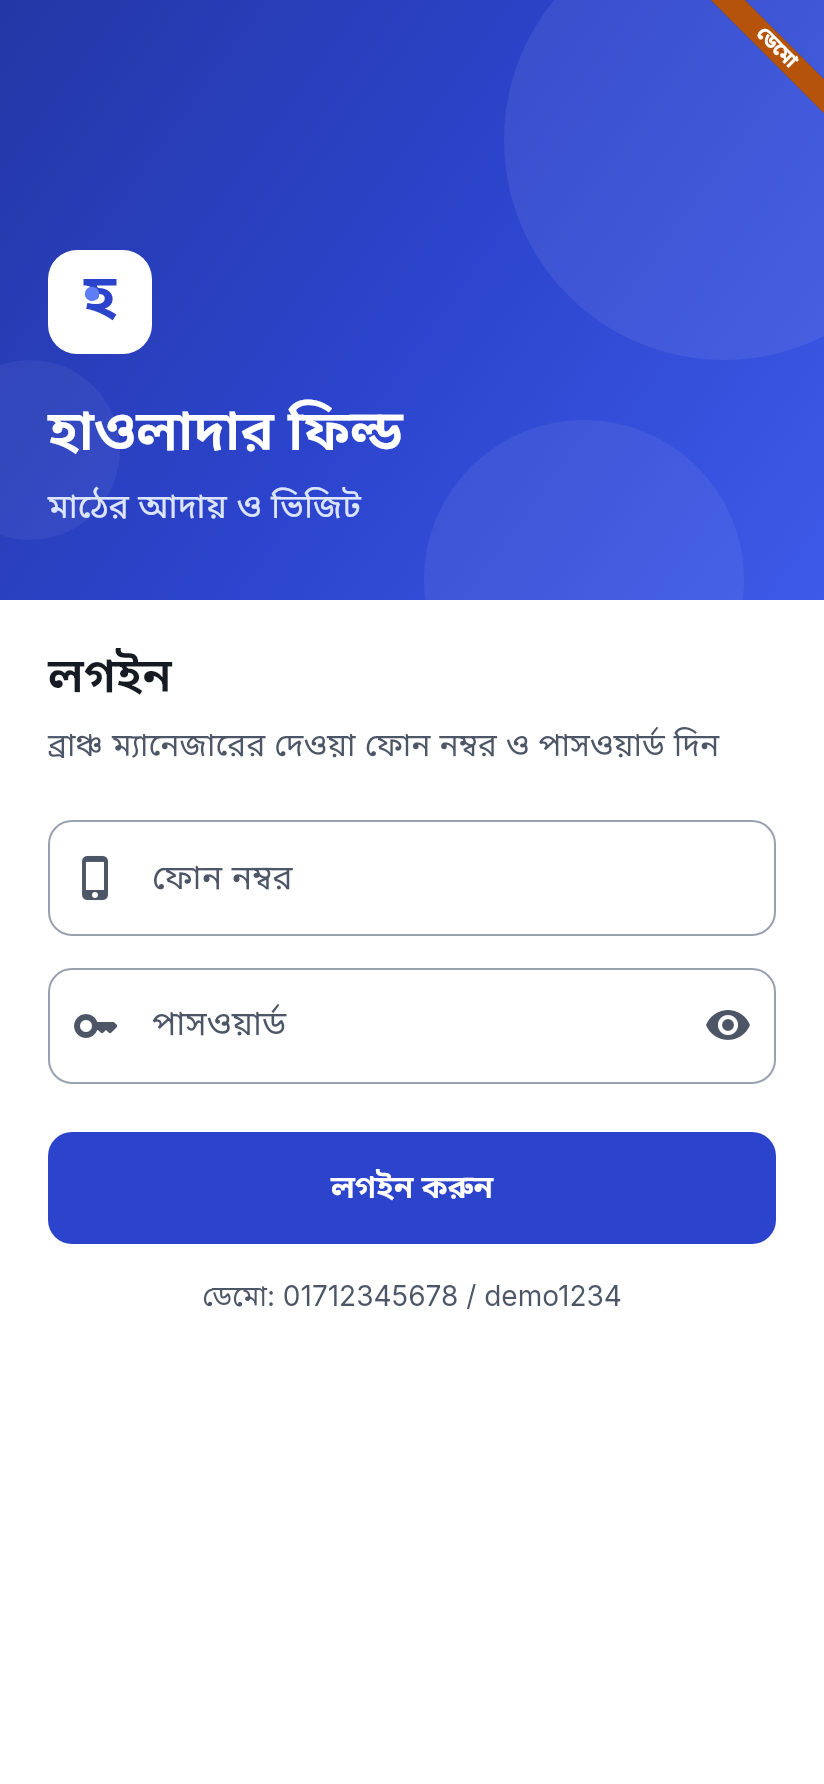 ডেমো
হ
হাওলাদার ফিল্ড
মাঠের আদায় ও ভিজিট
লগইন
ব্রাঞ্চ ম্যানেজারের দেওয়া ফোন নম্বর ও পাসওয়ার্ড দিন
ফোন নম্বর
পাসওয়ার্ড
লগইন করুন
ডেমো: 01712345678 / demo1234